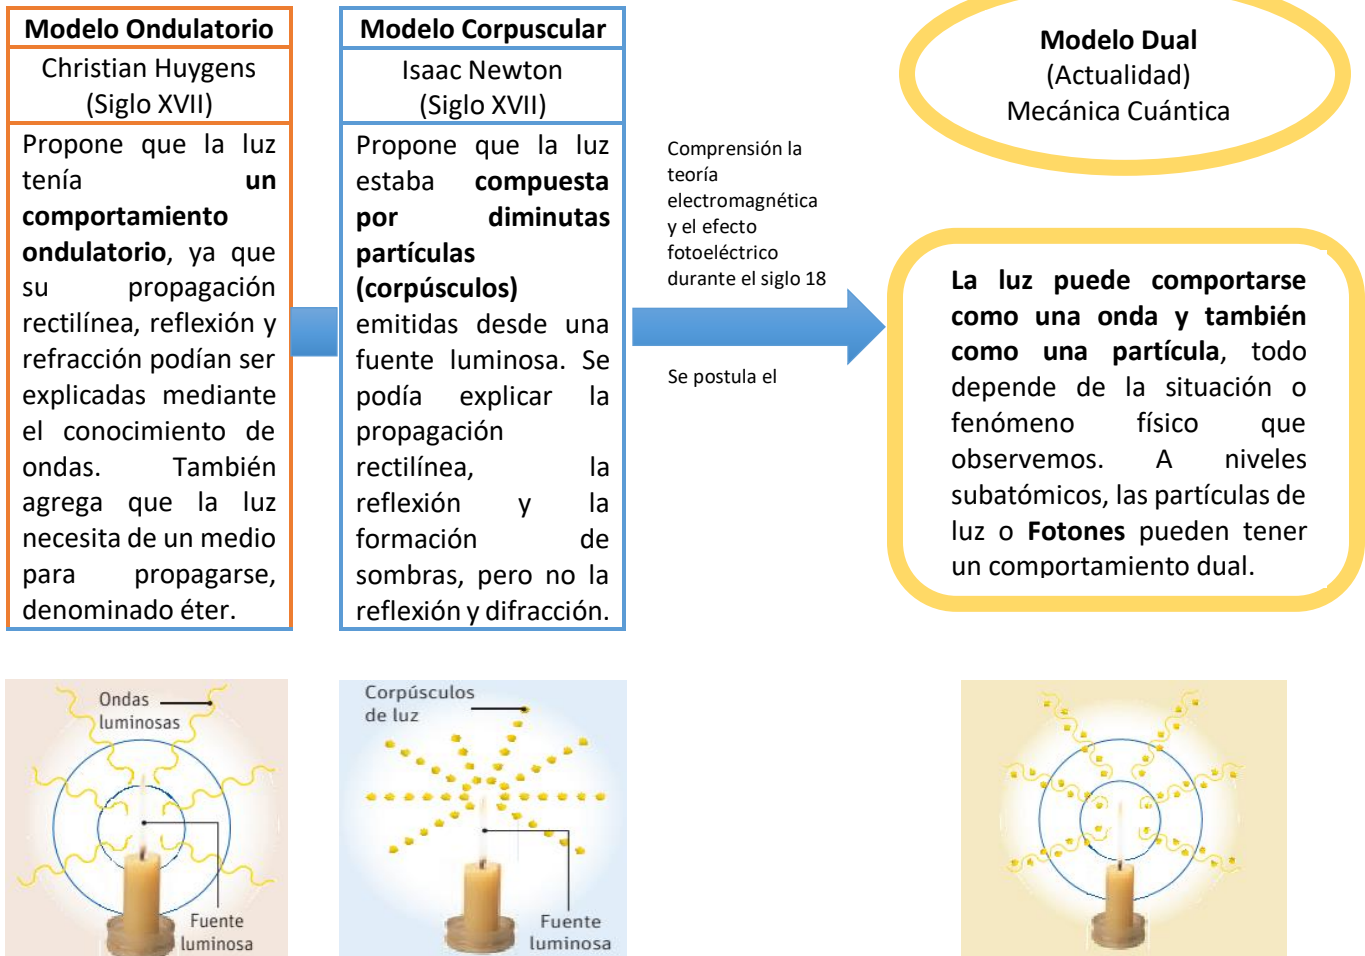 Modelo Ondulatorio
Christian Huygens
(Siglo XVII)
Propone que la luz
tenía un
comportamiento
ondulatorio, ya que
su propagación
rectilínea, reflexión y
refracción podían ser
explicadas mediante
el conocimiento de
ondas. También
agrega que la luz
necesita de un medio
para propagarse,
denominado éter.
Modelo Corpuscular
Isaac Newton
(Siglo XVII)
Propone que la luz
estaba compuesta
por diminutas
partículas
(corpúsculos)
emitidas desde una
fuente luminosa. Se
podía explicar la
propagación
rectilínea, la
reflexión y la
formación de
sombras, pero no la
reflexión y difracción.
Comprensión la
teoría
electromagnética
y el efecto
fotoeléctrico
durante el siglo 18
Se postula el
Modelo Dual
(Actualidad)
Mecánica Cuántica
La luz puede comportarse
como una onda y también
como una partícula, todo
depende de la situación o
fenómeno físico que
observemos. A niveles
subatómicos, las partículas de
luz o Fotones pueden tener
un comportamiento dual.
Ondas
luminosas
Fuente
luminosa
Corpúsculos
de luz
Fuente
luminosa